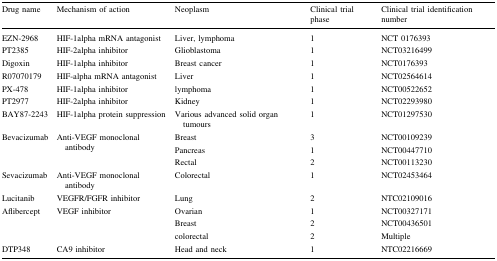 Drug name Mechanism of action Neoplasm Clinical trial phase Clinical trial identification number
EZN-2968 HIF-1alpha mRNA antagonist Liver, lymphoma 1 NCT 0176393
PT2385 HIF-2alpha inhibitor Glioblastoma 1 NCT03216499
Digoxin HIF-1alpha inhibitor Breast cancer 1 NCT0176393
R07070179 HIF-alpha mRNA antagonist Liver 1 NCT02564614
PX-478 HIF-1alpha inhibitor lymphoma 1 NCT00522652
PT2977 HIF-2alpha inhibitor Kidney 1 NCT02293980
BAY87-2243 HIF-1alpha protein suppression Various advanced solid organ tumours 1 NCT01297530
Bevacizumab Anti-VEGF monoclonal antibody Breast 3 NCT00109239
Pancreas 1 NCT00447710
Rectal 2 NCT00113230
Sevacizumab Anti-VEGF monoclonal antibody Colorectal 1 NCT02453464
Lucitanib VEGFR/FGFR inhibitor Lung 2 NTC02109016
Aflibercept VEGF inhibitor Ovarian 1 NCT00327171
Breast 2 NCT00436501
colorectal 2 Multiple
DTP348 CA9 inhibitor Head and neck 1 NTC02216669